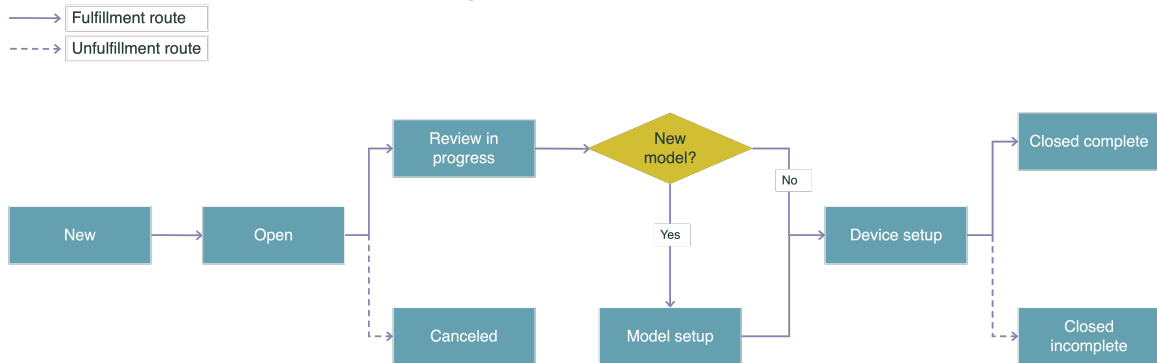 Fulfillment route
Unfulfillment route
Review in
progress
New
model?
Closed complete
No
New
Open
Yes
Device setup
Canceled
Model setup
Closed
incomplete